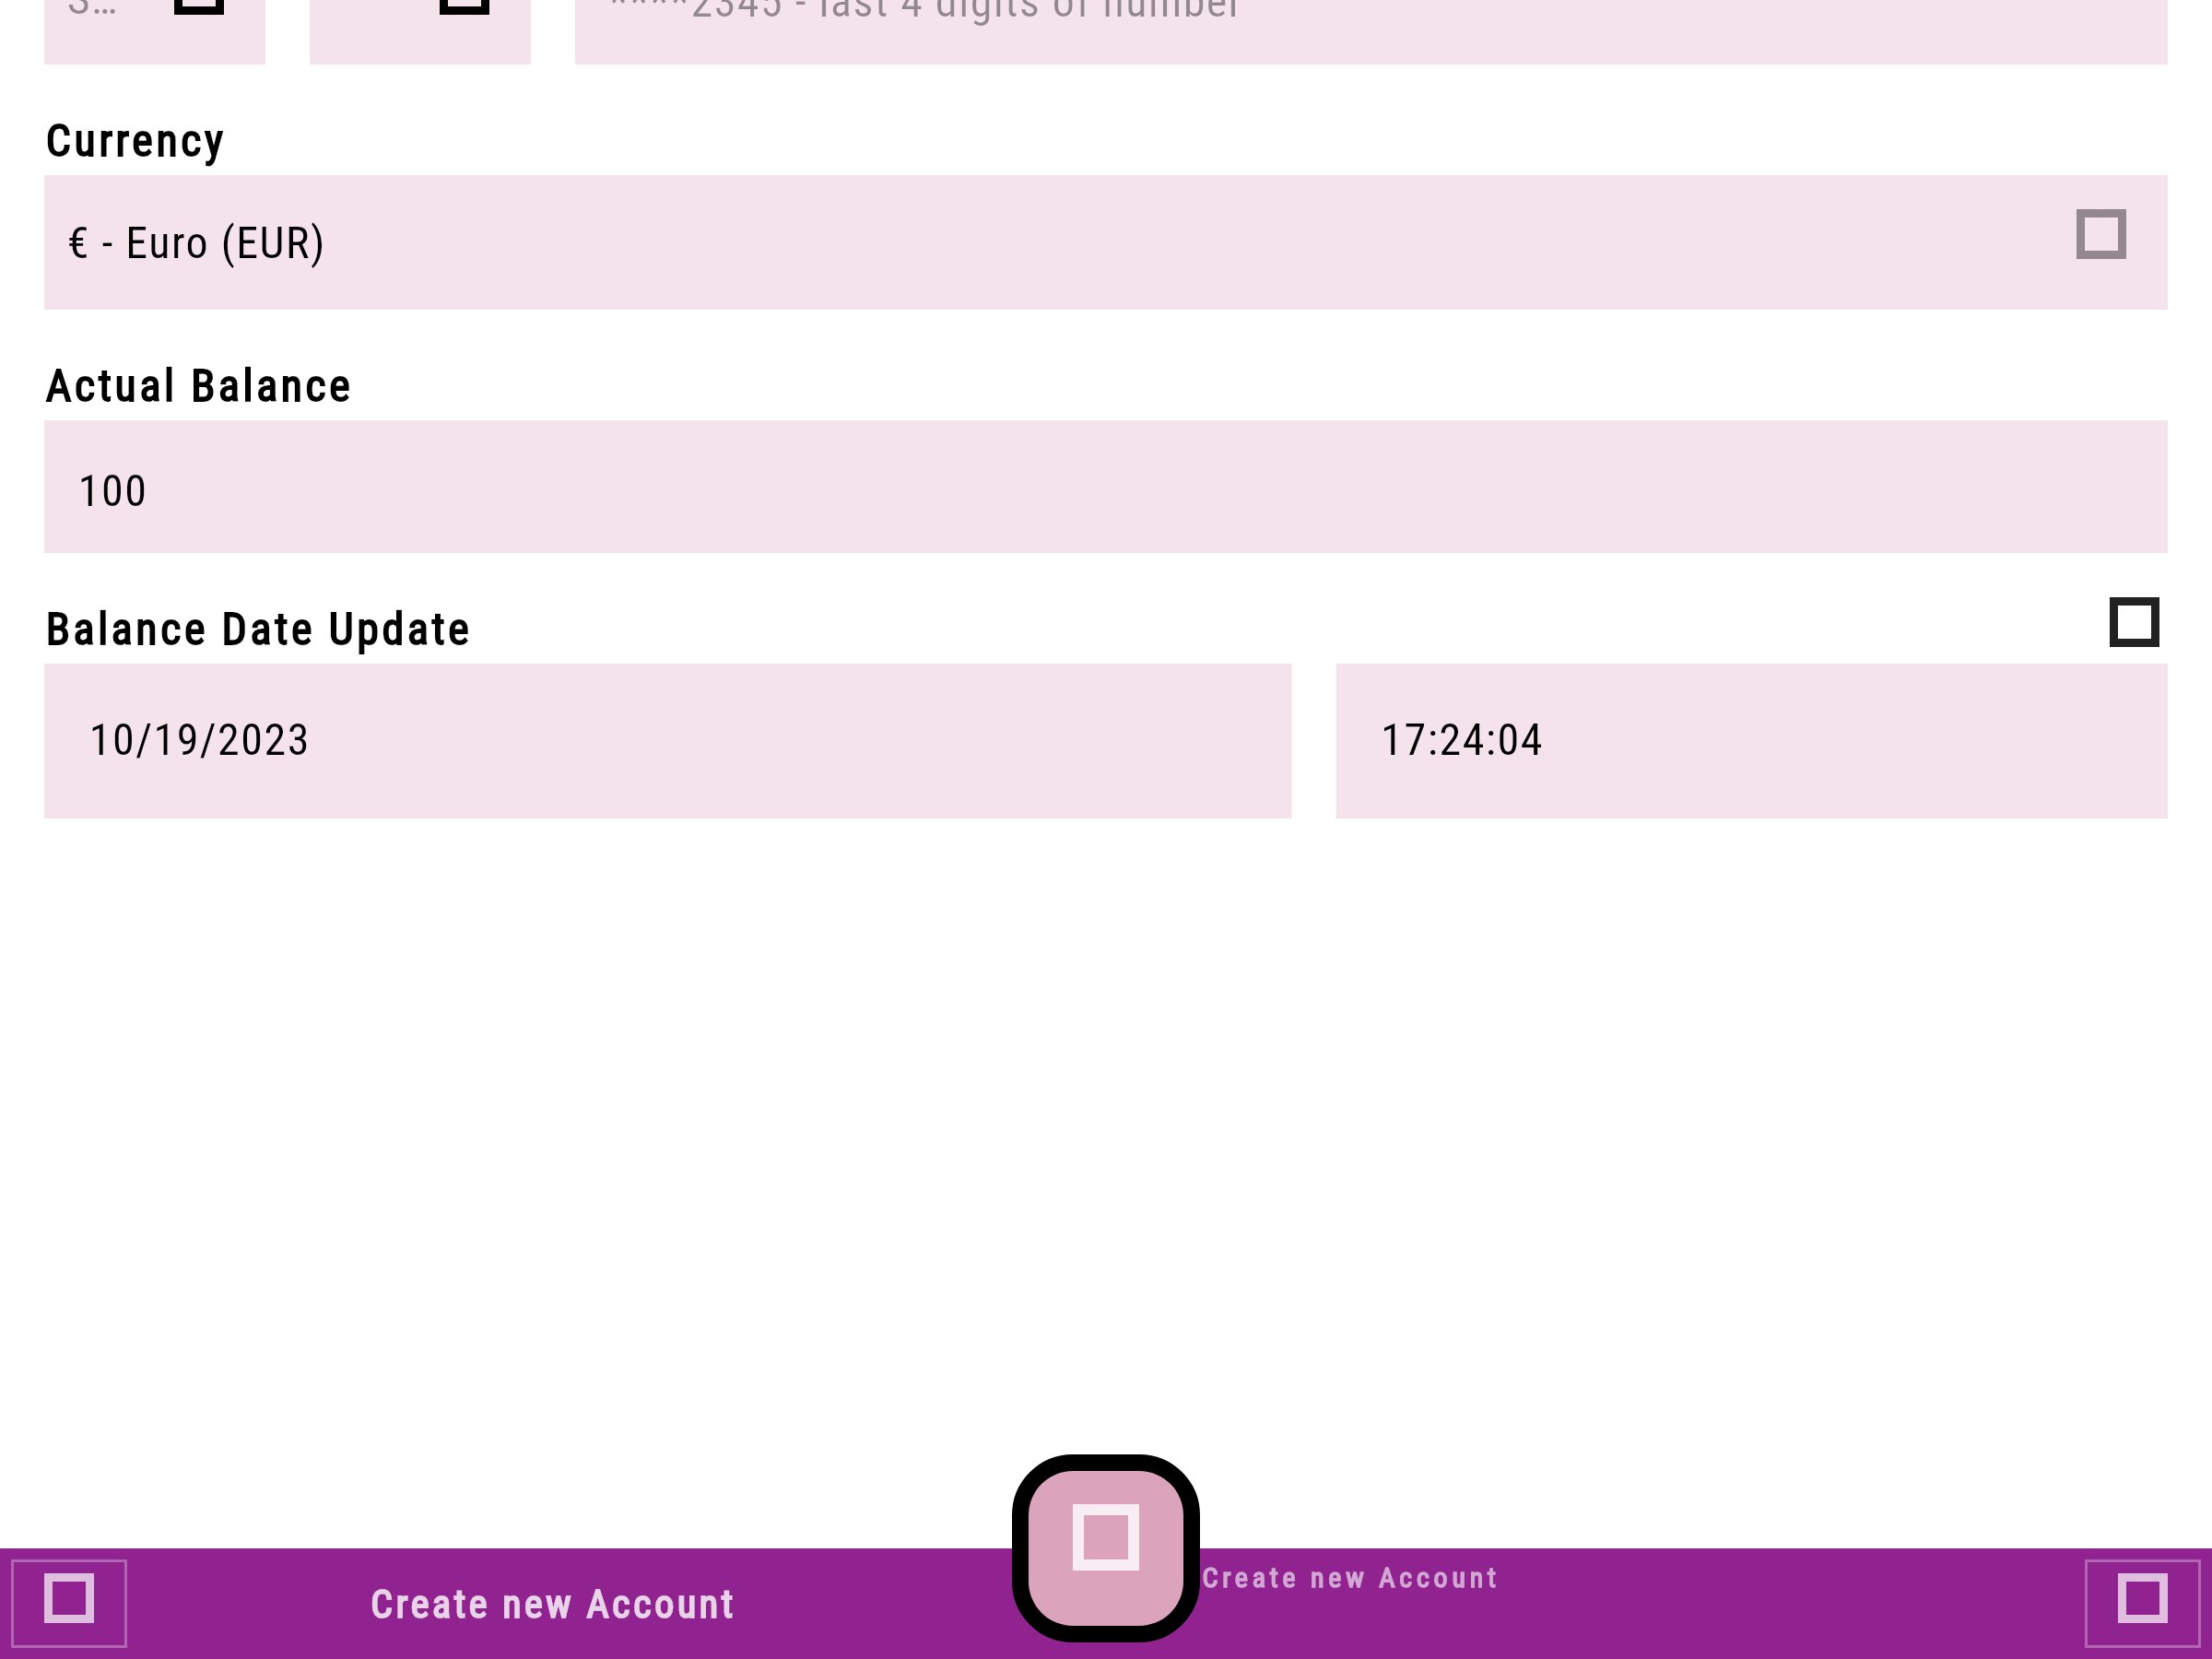 S…
****2345 - last 4 digits of number
Currency
€ - Euro (EUR)
Actual Balance
100
Balance Date Update
10/19/2023
17:24:04
Create new Account
Create new Account